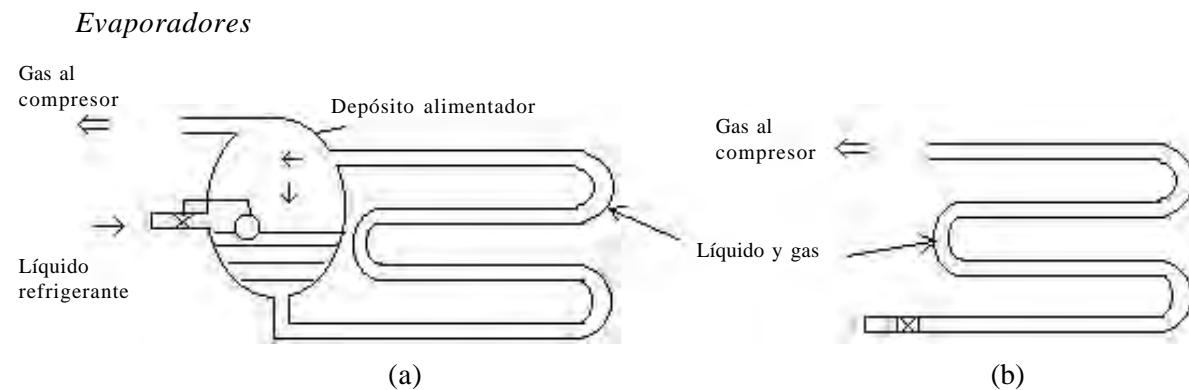 Evaporadores
Gas al
compresor
Depósito alimentador
Líquido
refrigerante
Líquido y gas
Gas al
compresor
(a)
(b)